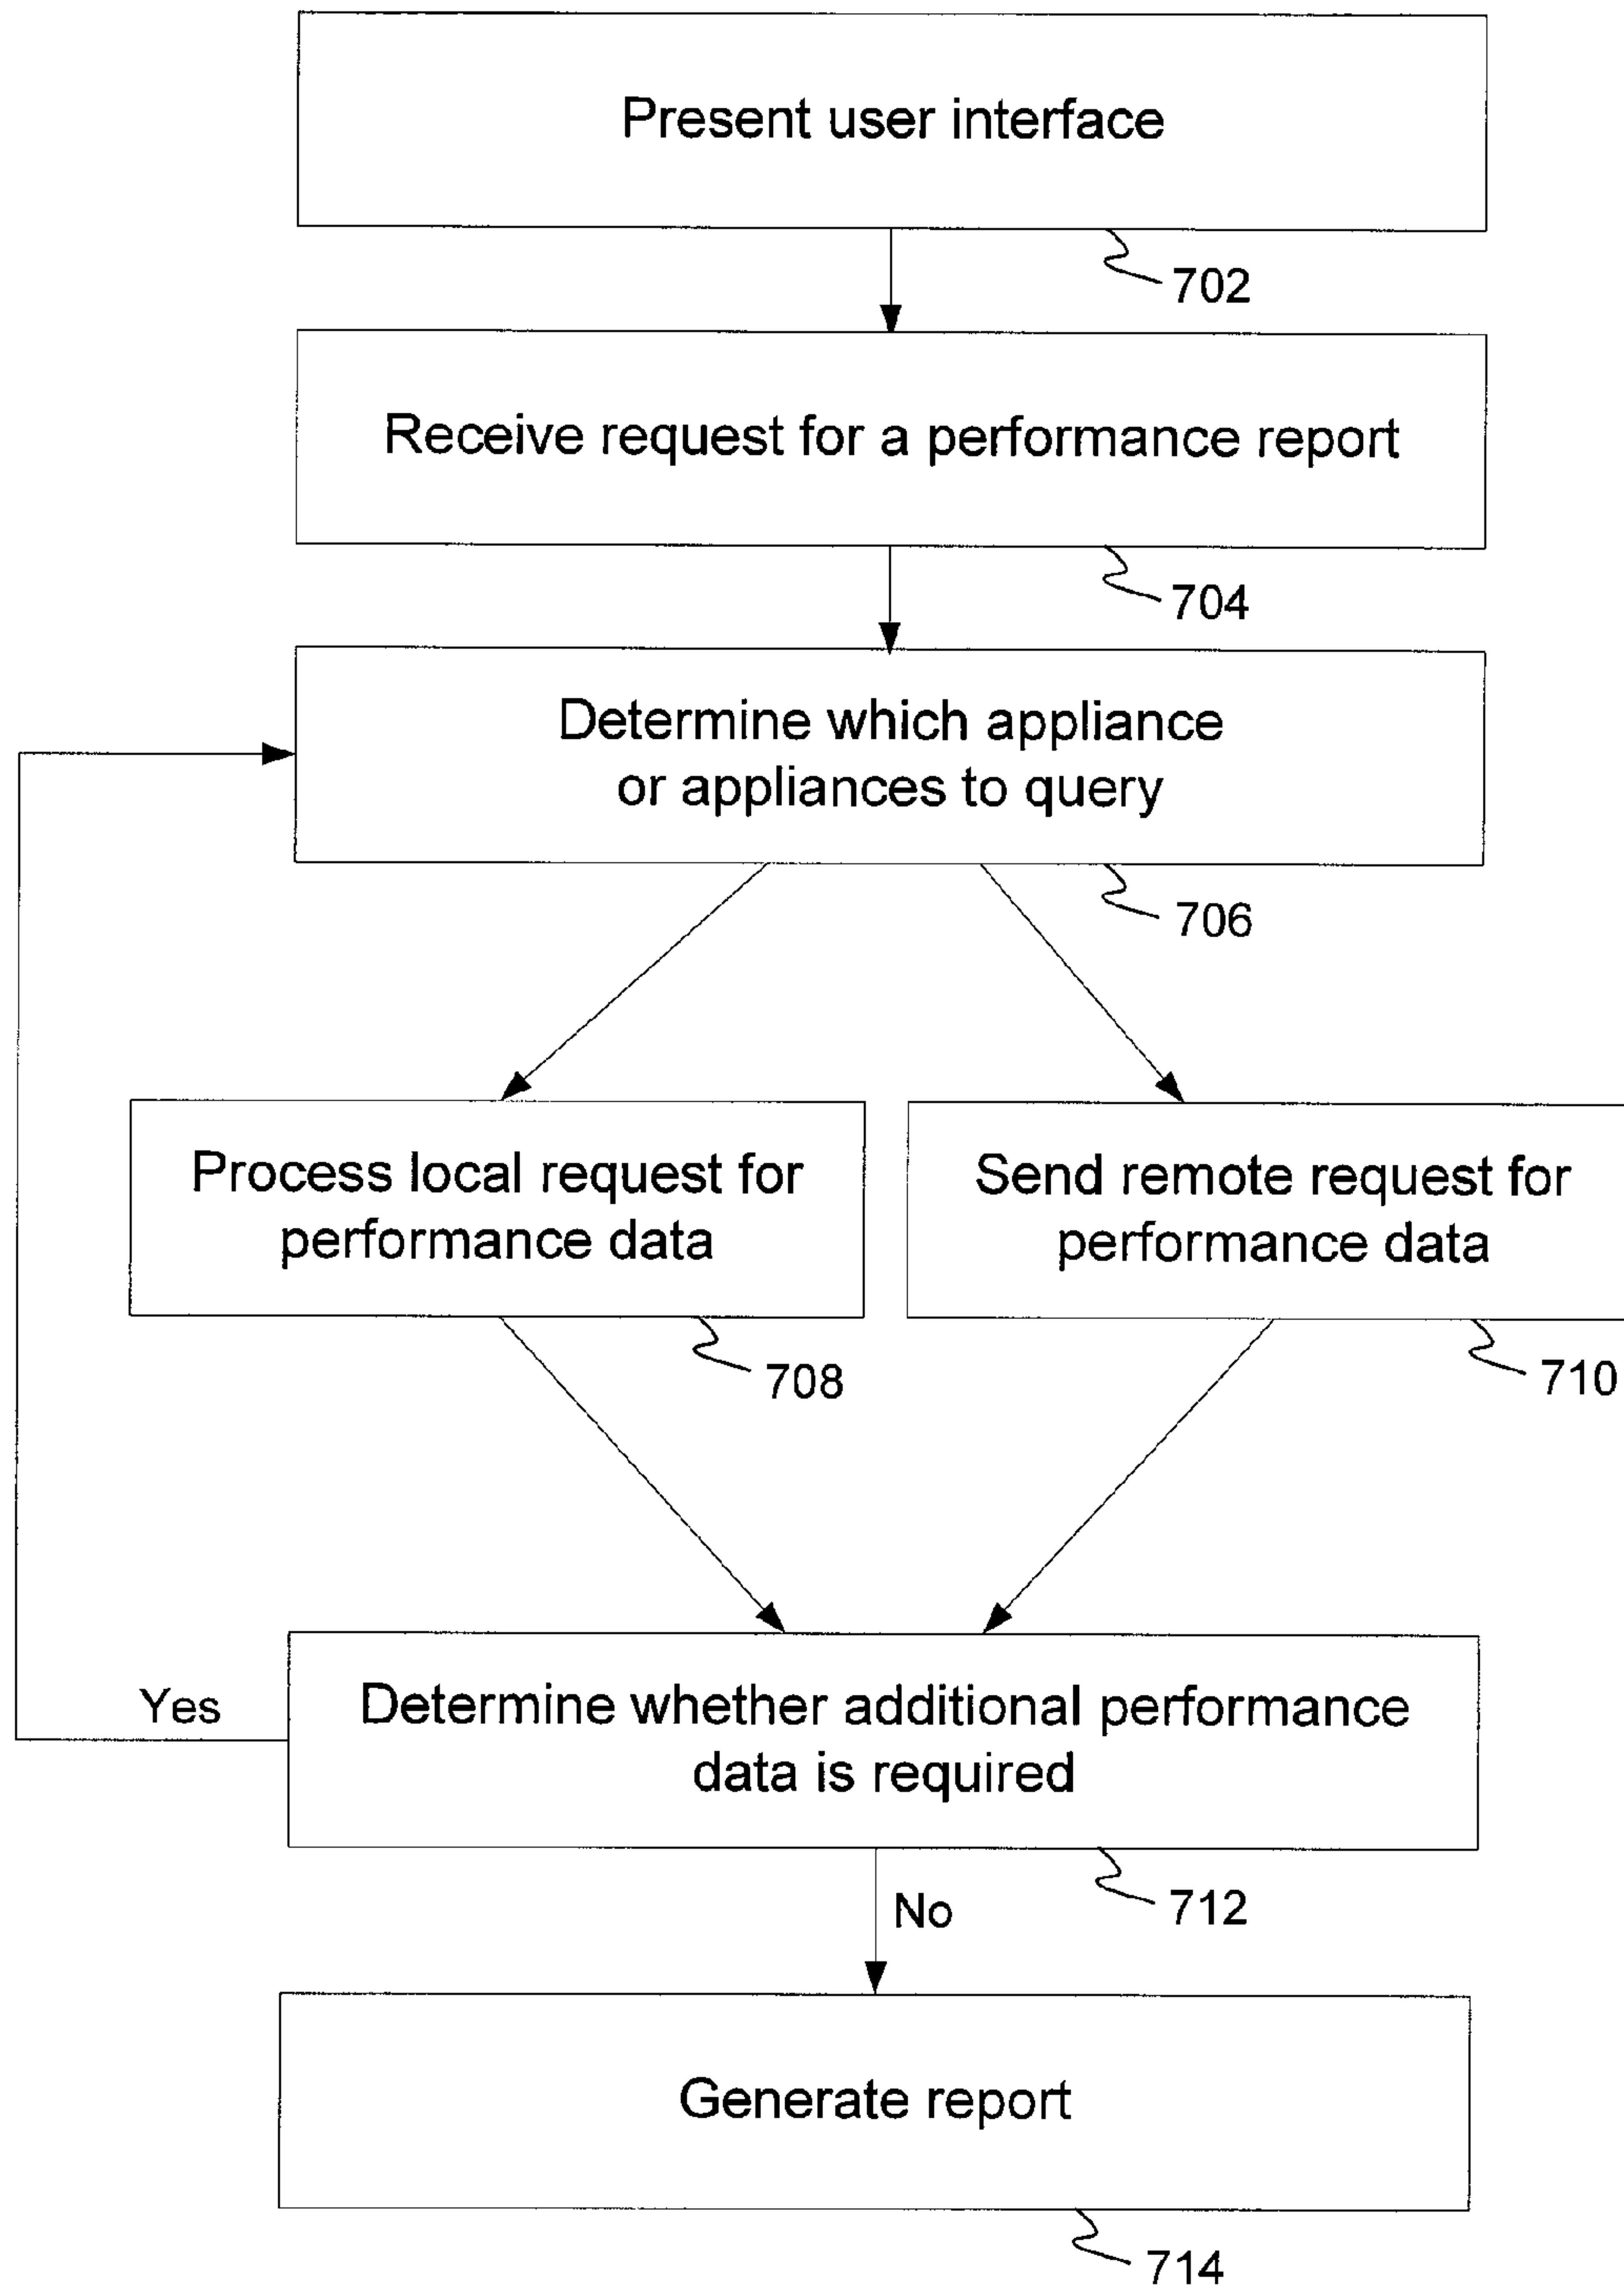 Present user interface
702
Receive request for a performance report
704
Determine which appliance
or appliances to query
706
Process local request for
performance data
708
Send remote request for
performance data
710
Yes
Determine whether additional performance
data is required
712
No
Generate report
714